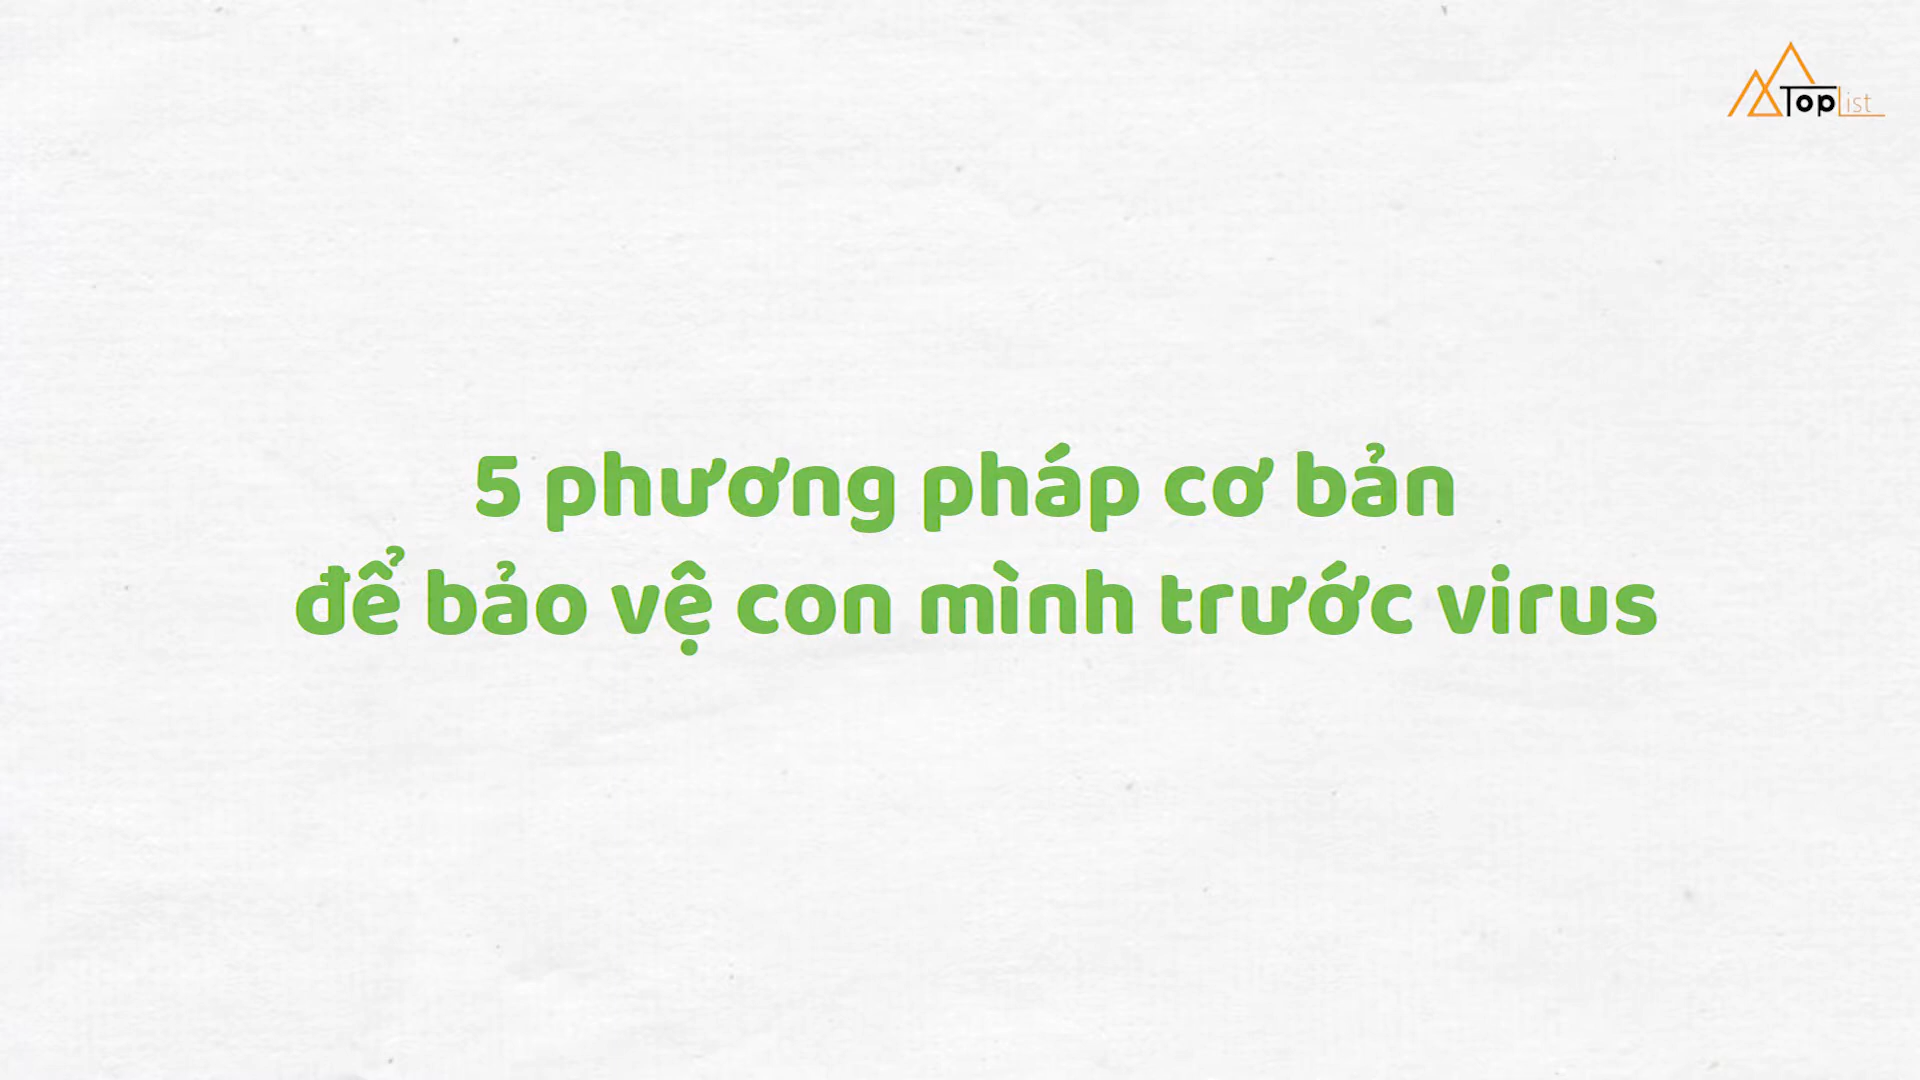 TopList
5 phương pháp cơ bản
để bảo vệ con mình trước virus